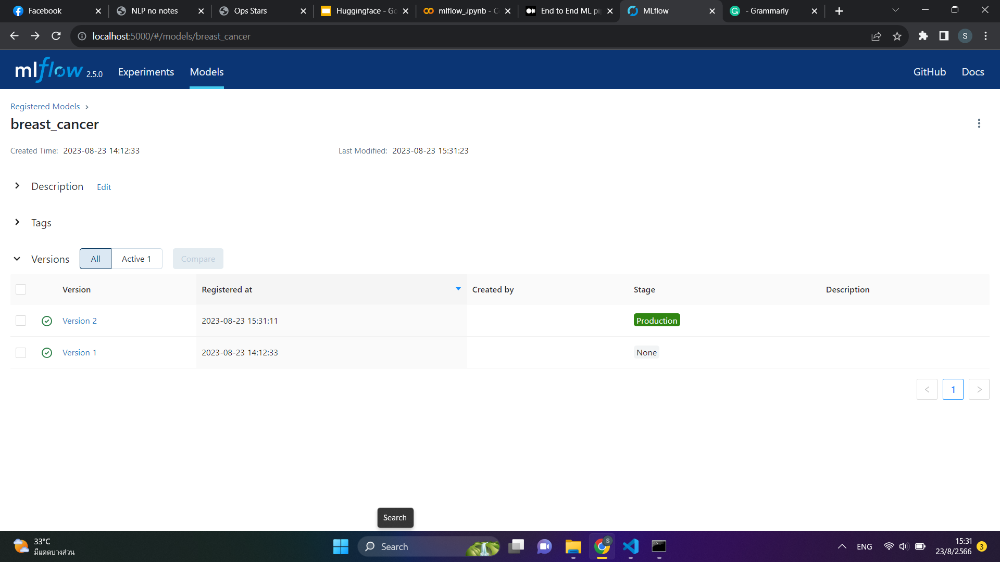 Facebook
NLP no notes
Ops Stars
Huggingface - Go
mlflow_.ipynb - C
End to End ML pi
MLflow
- Grammarly
localhost:5000/#/models/breast_cancer
S
mlflow 2.5.0
Experiments
Models
GitHub
Docs
Registered Models
breast_cancer
Created Time: 2023-08-23 14:12:33
Last Modified: 2023-08-23 15:31:23
Description Edit
Tags
Versions All Active 1 Compare
Version Registered at Created by Stage Description
Version 2 2023-08-23 15:31:11 Production
Version 1 2023-08-23 14:12:33 None
< 1 >
Search
33°C
มีแดดบางส่วน
Search
S
ENG
15:31
23/8/2566
3